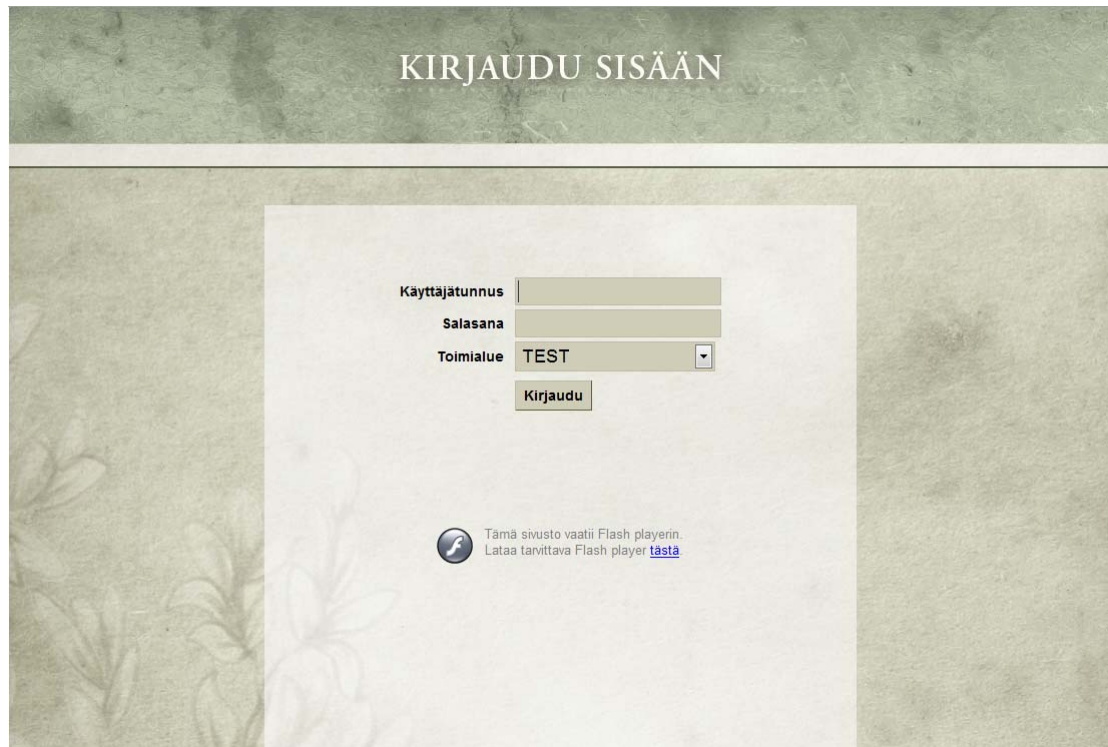 KIRJAUDU SISÄÄN
Käyttäjätunnus
Salasana
Toimialue TEST
Kirjaudu
Tämä sivusto vaatii Flash playerin.
Lataa tarvittava Flash player tästä.